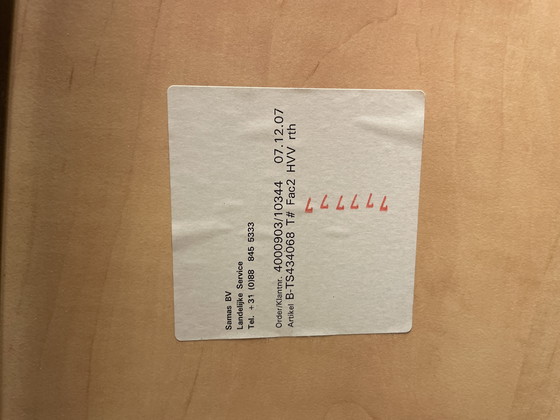 Samas BV
Landelijke Service
Tel. +31 (0)88 845 5333
Order/Klantnr. 4000903/10344 07.12.07
Artikel B-TS434068 T# Fac2 HVV rth
777777